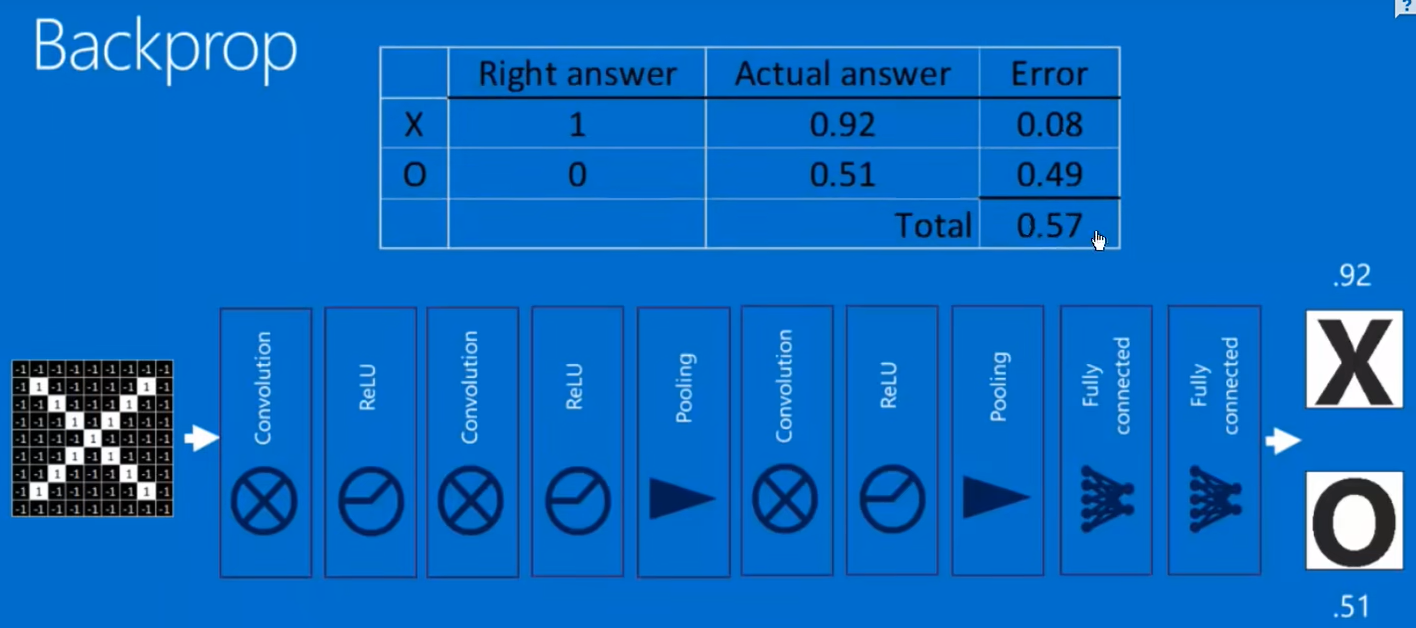 ?
Backprop
Right answer Actual answer Error
X 1 0.92 0.08
O 0 0.51 0.49
Total 0.57
.92
Convolution ReLU Convolution ReLU Pooling Convolution ReLU Pooling Fully connected Fully connected
X
-1 -1 -1 -1 -1 -1 -1 -1 -1
-1 1 -1 -1 -1 -1 -1 1 -1
-1 -1 1 -1 -1 -1 1 -1 -1
-1 -1 -1 1 -1 1 -1 -1 -1
-1 -1 -1 -1 1 -1 -1 -1 -1
-1 -1 -1 1 -1 1 -1 -1 -1
-1 -1 1 -1 -1 -1 1 -1 -1
-1 1 -1 -1 -1 -1 -1 1 -1
-1 -1 -1 -1 -1 -1 -1 -1 -1
O
.51